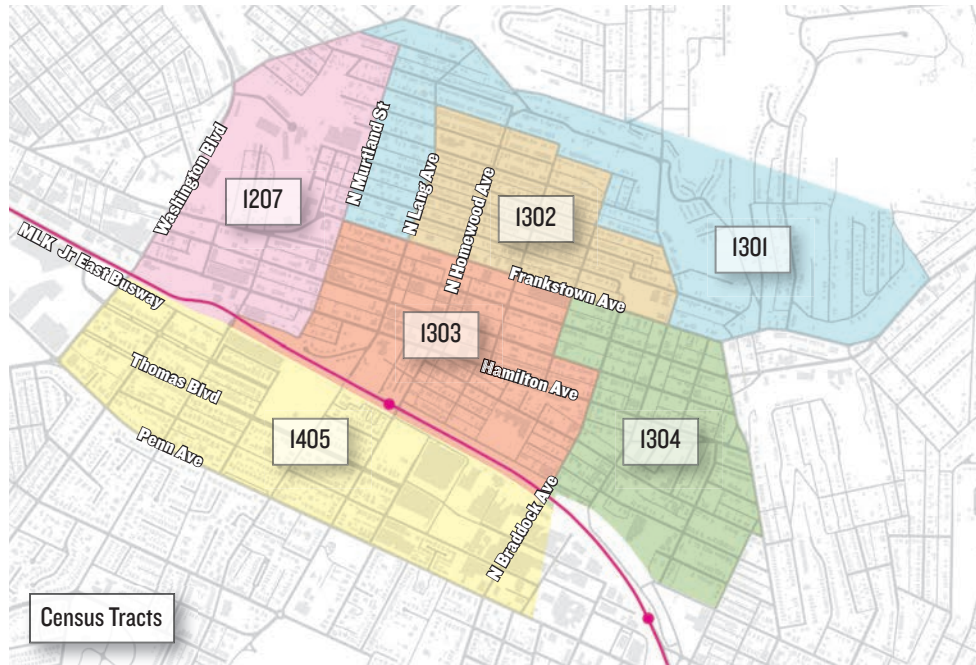 Washington Blvd
1207
N Murtland St
N Lang Ave
N Homewood Ave
1302
1301
MLK Jr East Busway
Frankstown Ave
1303
Hamilton Ave
Thomas Blvd
1405
1304
Penn Ave
N Braddock Ave
Census Tracts